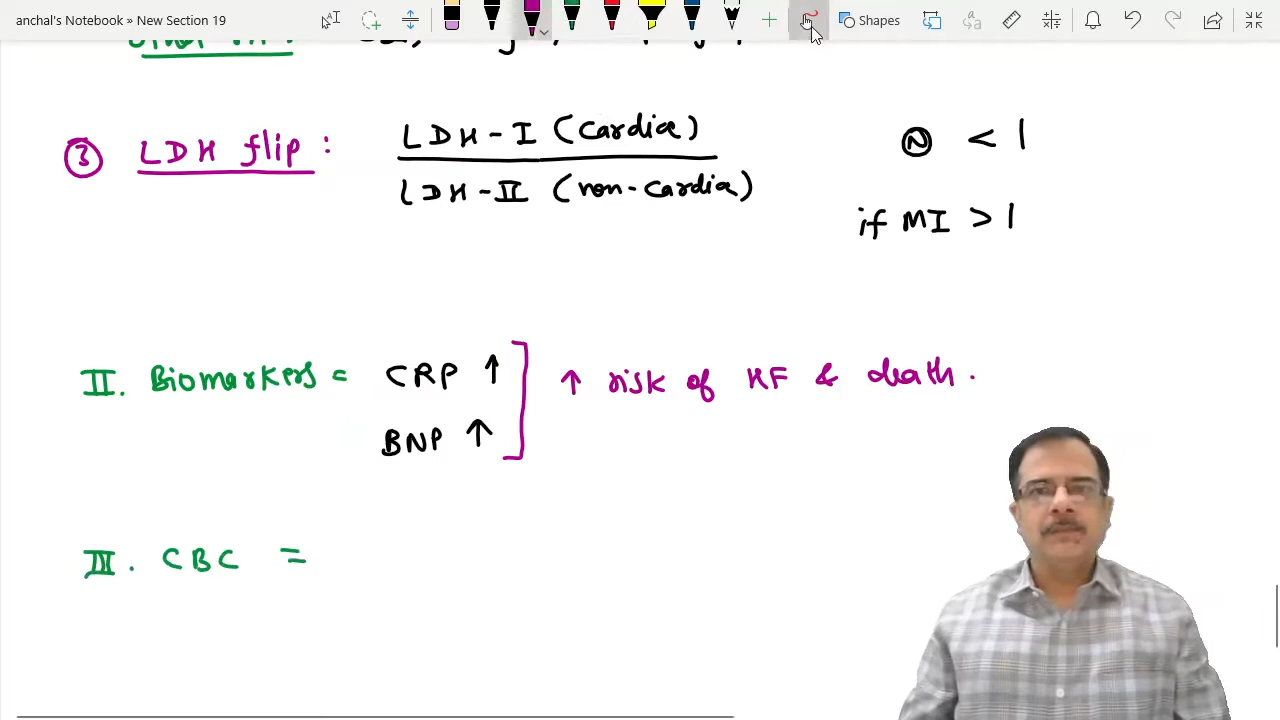 anchal's Notebook » New Section 19
Shapes
③ LDH flip : LDH-I (Cardiac) / LDH-II (non-Cardiac) Ⓝ < 1
if MI > 1
II. Biomarkers = CRP ↑ ↑ risk of HF & death.
BNP ↑
III. CBC =